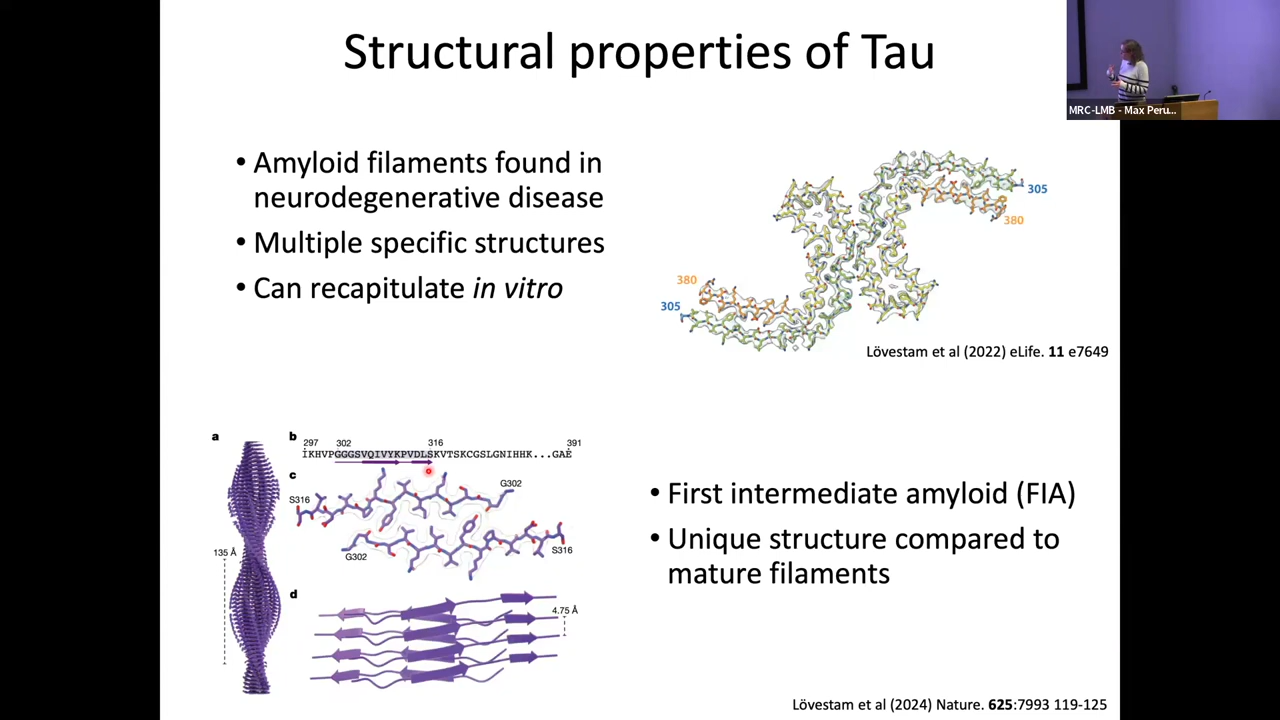 Structural properties of Tau
MRC-LMB - Max Peru...
• Amyloid filaments found in
neurodegenerative disease
• Multiple specific structures
• Can recapitulate in vitro
305
380
380
305
Lövestam et al (2022) eLife. 11 e7649
a
135 Å
b
297 302 316 391
IKHVPGGGSVQIVYKPVDLSKVTSKCGSLGNIHHK...GAE
c
S316
G302
G302
S316
d
4.75 Å
• First intermediate amyloid (FIA)
• Unique structure compared to
mature filaments
Lövestam et al (2024) Nature. 625:7993 119-125